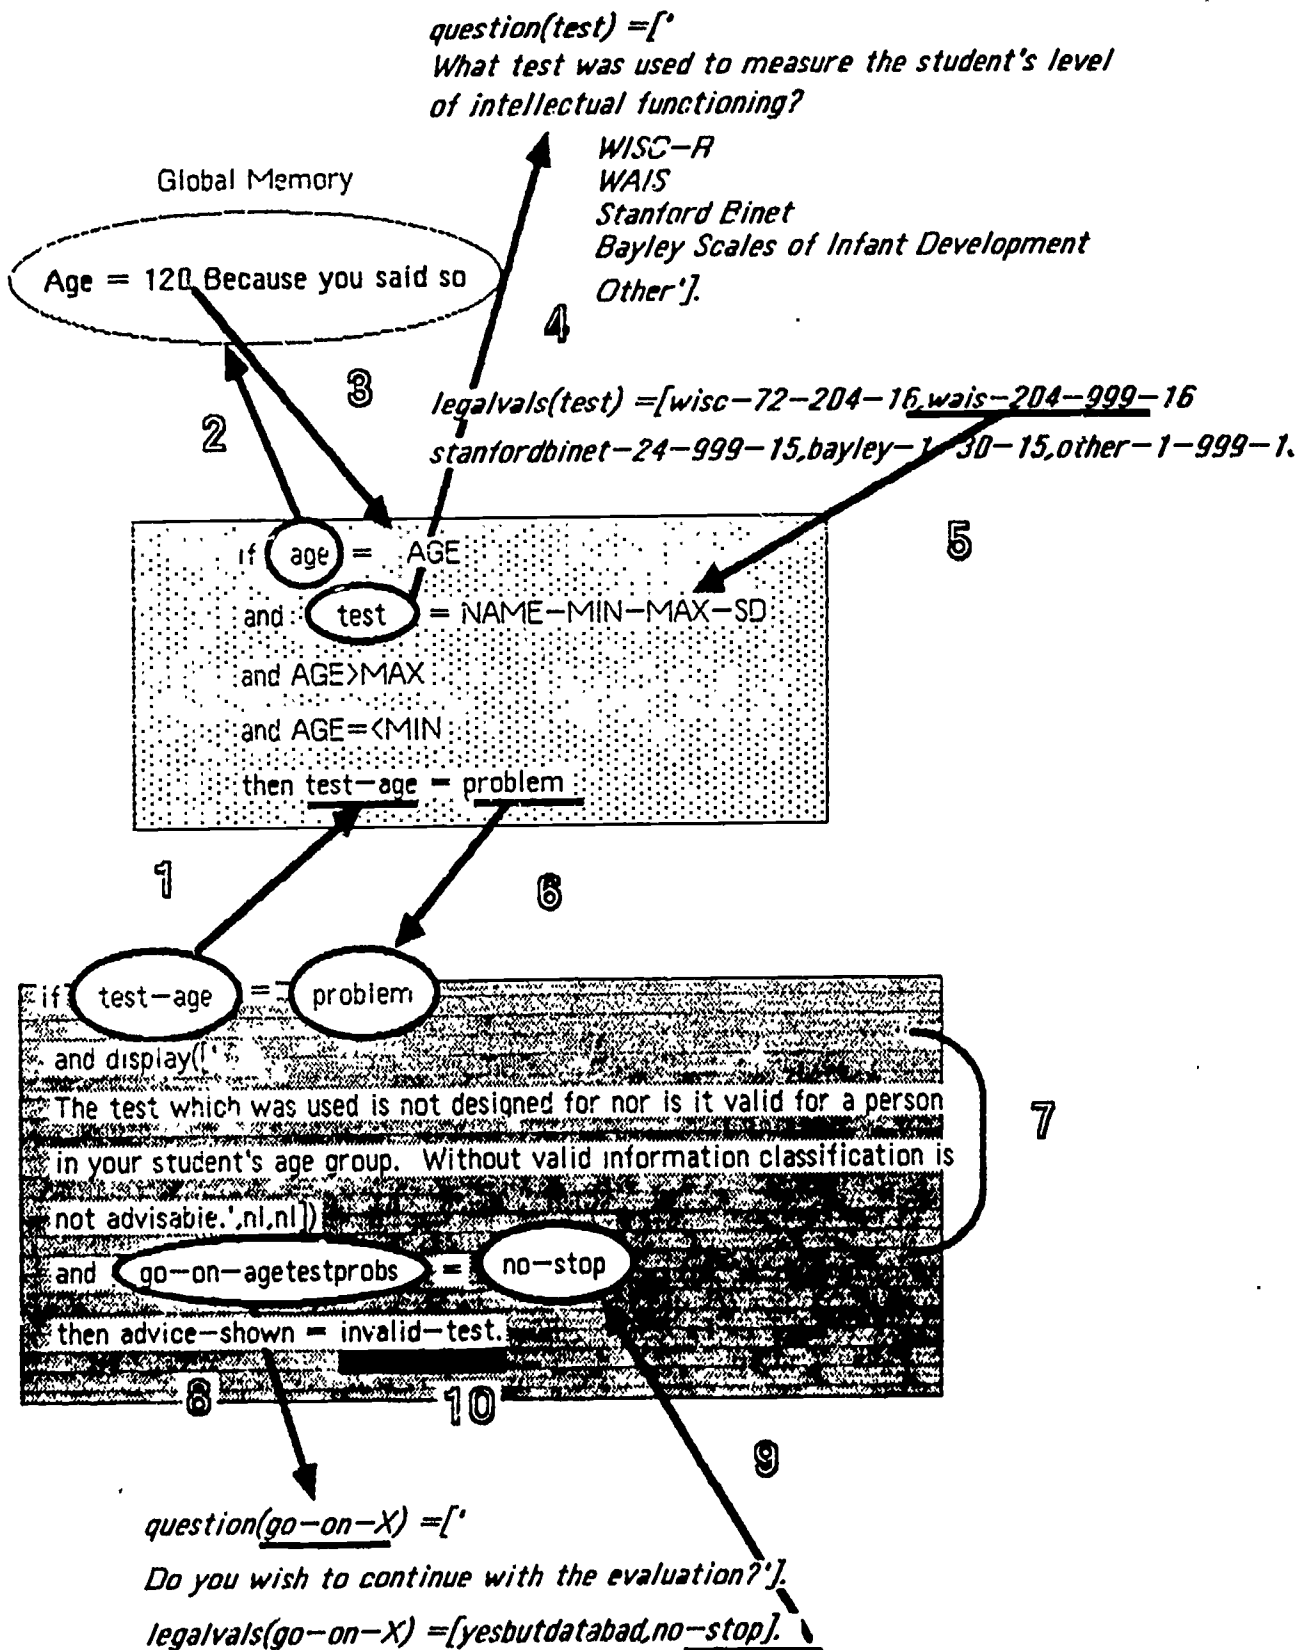 question(test) =['
What test was used to measure the student's level
of intellectual functioning?
WISC-R
WAIS
Stanford Binet
Bayley Scales of Infant Development
Other'].
Global Memory
Age = 120 Because you said so
4
3
2
legalvals(test) =[wisc-72-204-16,wais-204-999-16
stanfordbinet-24-999-15,bayley-1-30-15,other-1-999-1.
5
if age = AGE
and test = NAME-MIN-MAX-SD
and AGE>MAX
and AGE=<MIN
then test-age = problem
1
6
if test-age = problem
and display(['
The test which was used is not designed for nor is it valid for a person
in your student's age group. Without valid information classification is
not advisable.',nl,nl])
7
and go-on-agetestprobs = no-stop
then advice-shown = invalid-test.
8
10
9
question(go-on-X) =['
Do you wish to continue with the evaluation?'].
legalvals(go-on-X) =[yesbutdatabad,no-stop].